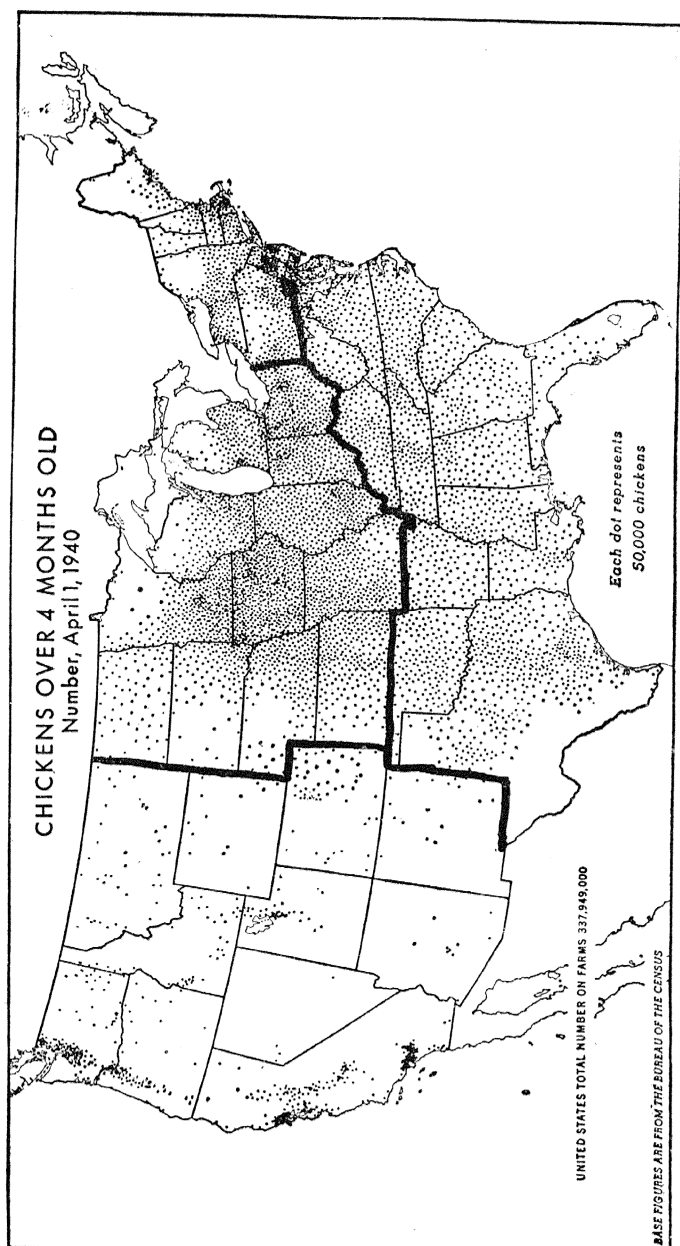 CHICKENS OVER 4 MONTHS OLD
Number, April 1, 1940
Each dot represents
50,000 chickens
UNITED STATES TOTAL NUMBER ON FARMS 337,949,000
BASE FIGURES ARE FROM THE BUREAU OF THE CENSUS